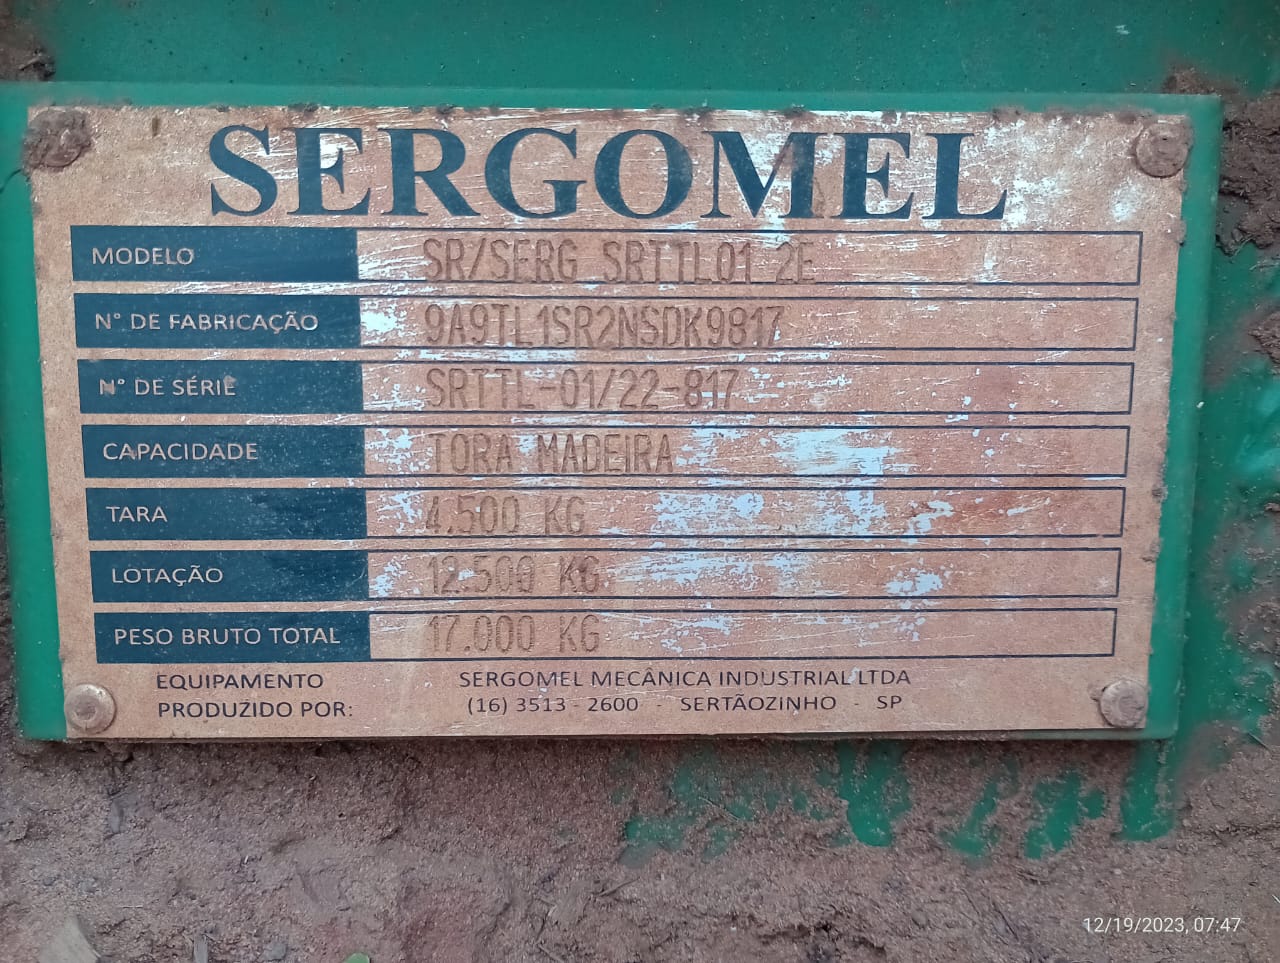 SERGOMEL
MODELO SR/SERG SRTTL01 2E
N° DE FABRICAÇÃO 9A9TL1SR2NSDK9817
N° DE SÉRIE SRTTL-01/22-817
CAPACIDADE TORA MADEIRA
TARA 4.500 KG
LOTAÇÃO 12.500 KG
PESO BRUTO TOTAL 17.000 KG
EQUIPAMENTO PRODUZIDO POR:
SERGOMEL MECÂNICA INDUSTRIAL LTDA
(16) 3513 - 2600 - SERTÃOZINHO - SP
12/19/2023, 07:47